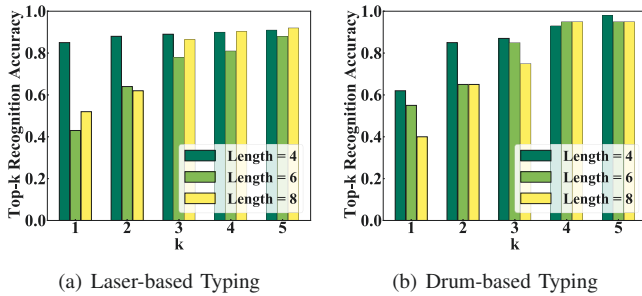 Top-k Recognition Accuracy
1.0
0.8
0.6
0.4
0.2
0.0
1 2 3 4 5
k
Length = 4
Length = 6
Length = 8
(a) Laser-based Typing
Top-k Recognition Accuracy
1.0
0.8
0.6
0.4
0.2
0.0
1 2 3 4 5
k
Length = 4
Length = 6
Length = 8
(b) Drum-based Typing